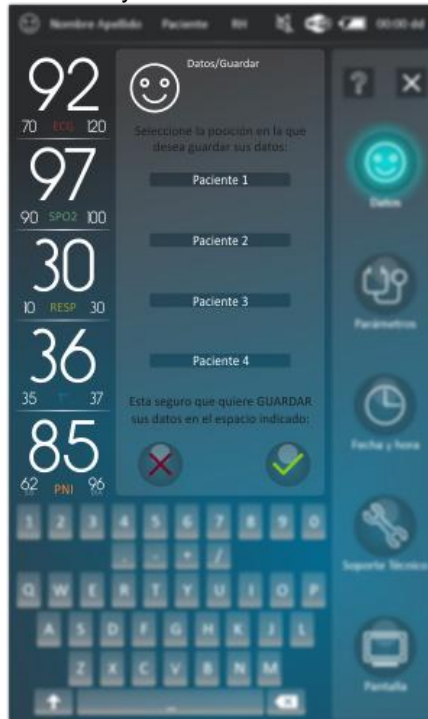 Nombre Apellido Paciente RH 00:00 dd
92
70 ECG 120
97
90 SPO2 100
30
10 RESP 30
36
35 T° 37
85
62 PNI 96
Datos/Guardar
Seleccione la posición en la que
desea guardar sus datos:
Paciente 1
Paciente 2
Paciente 3
Paciente 4
Esta seguro que quiere GUARDAR
sus datos en el espacio indicado:
?
Datos
Parámetros
Fecha y hora
Soporte Técnico
Pantalla
1 2 3 4 5 6 7 8 9 0
. - + /
Q W E R T Y U I O P
A S D F G H K J L
Z X C V B N M